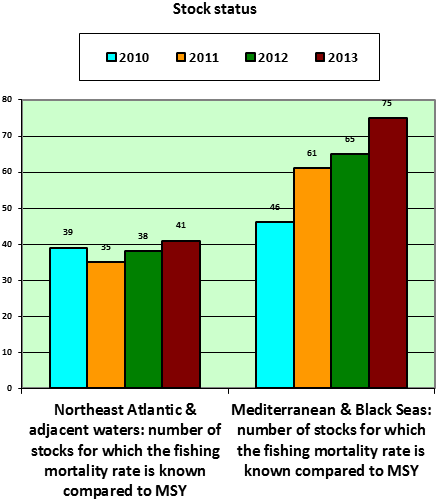 Stock status
2010 2011 2012 2013
80
70
60
50
40
30
20
10
0
39
35
38
41
46
61
65
75
Northeast Atlantic &
adjacent waters: number of
stocks for which the fishing
mortality rate is known
compared to MSY
Mediterranean & Black Seas:
number of stocks for which
the fishing mortality rate is
known compared to MSY